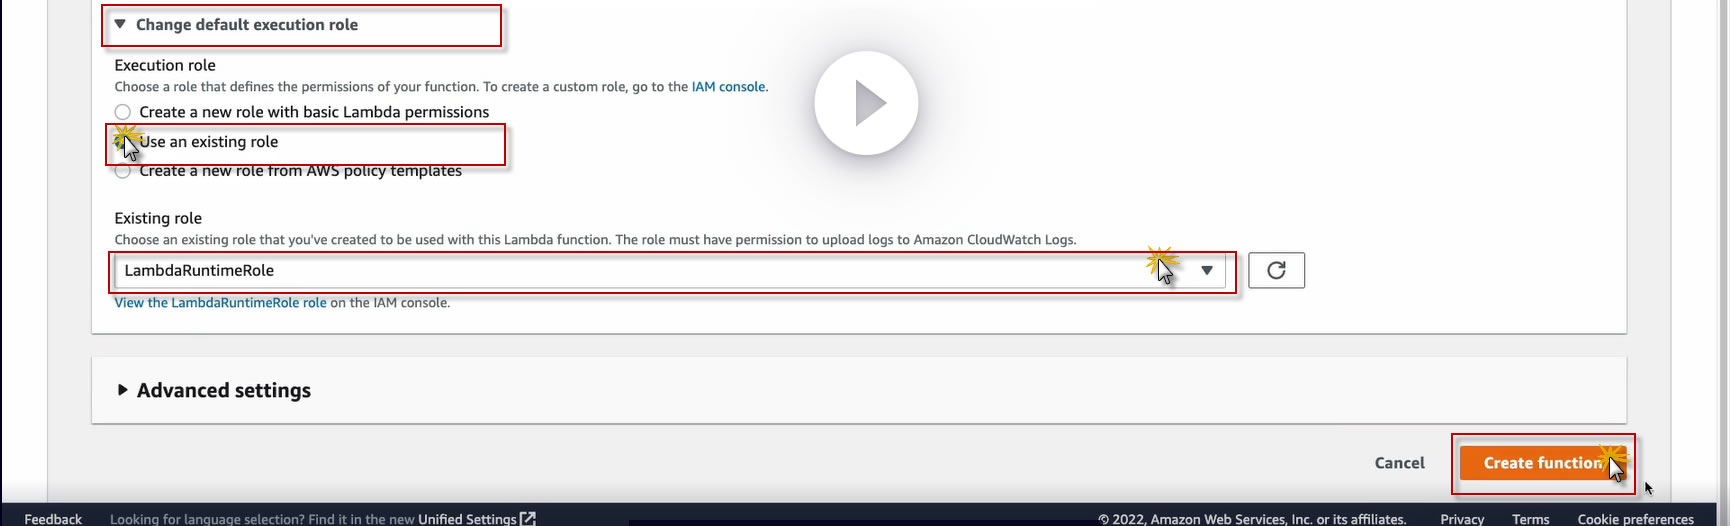 Change default execution role
Execution role
Choose a role that defines the permissions of your function. To create a custom role, go to the IAM console.
Create a new role with basic Lambda permissions
Use an existing role
Create a new role from AWS policy templates
Existing role
Choose an existing role that you've created to be used with this Lambda function. The role must have permission to upload logs to Amazon CloudWatch Logs.
LambdaRuntimeRole
View the LambdaRuntimeRole role on the IAM console.
Advanced settings
Cancel
Create function
Feedback
Looking for language selection? Find it in the new Unified Settings
© 2022, Amazon Web Services, Inc. or its affiliates.
Privacy
Terms
Cookie preferences